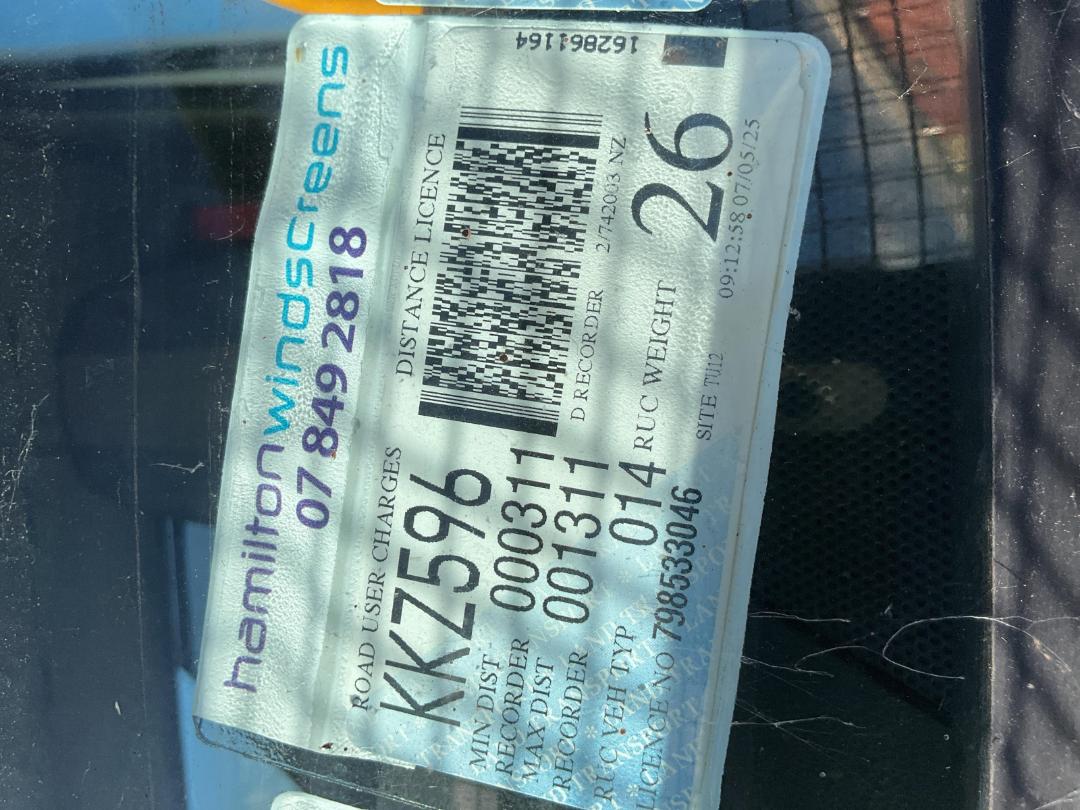 hamiltonwindscreens
07 849 2818
ROAD USER CHARGES DISTANCE LICENCE
KKZ596
MIN DIST
RECORDER 000311
MAX DIST
RECORDER 001311
D RECORDER 2/742003 NZ
RUC VEH TYP 014 RUC WEIGHT 26
LICENCE NO 798533046
SITE TU12 09:12:58 07/05/25
162861164